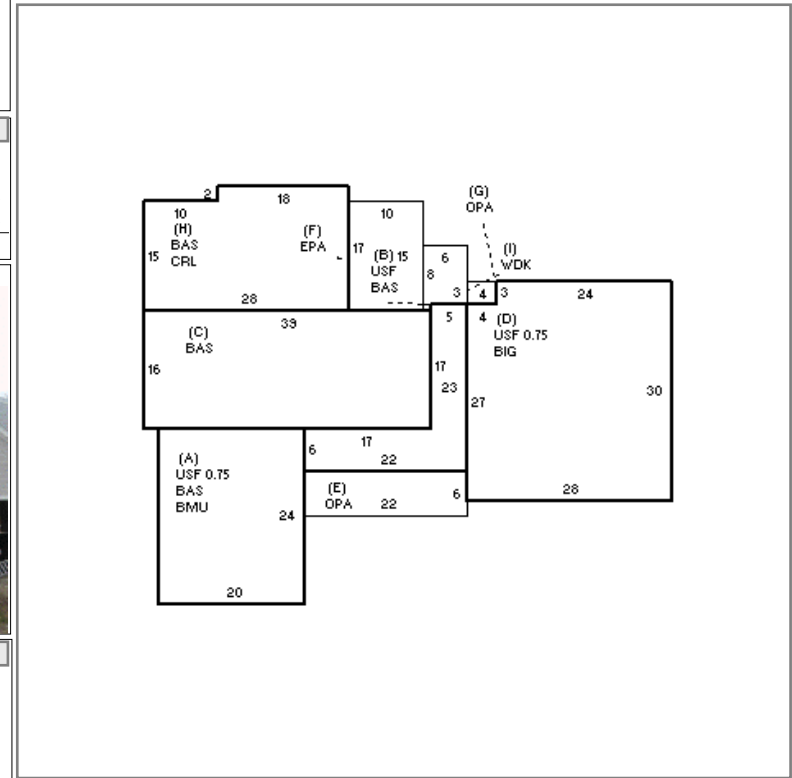 2
18
10
(H)
BAS
CRL
15
28
(F)
EPA
17
10
(B) 15
USF
BAS
(G)
OPA
(I)
WDK
6
8
3
4
3
24
39
(C)
BAS
16
5
4
(D)
USF 0.75
BIG
17
23
27
30
6
17
22
28
(A)
USF 0.75
BAS
BMU
24
20
(E)
OPA
22
6